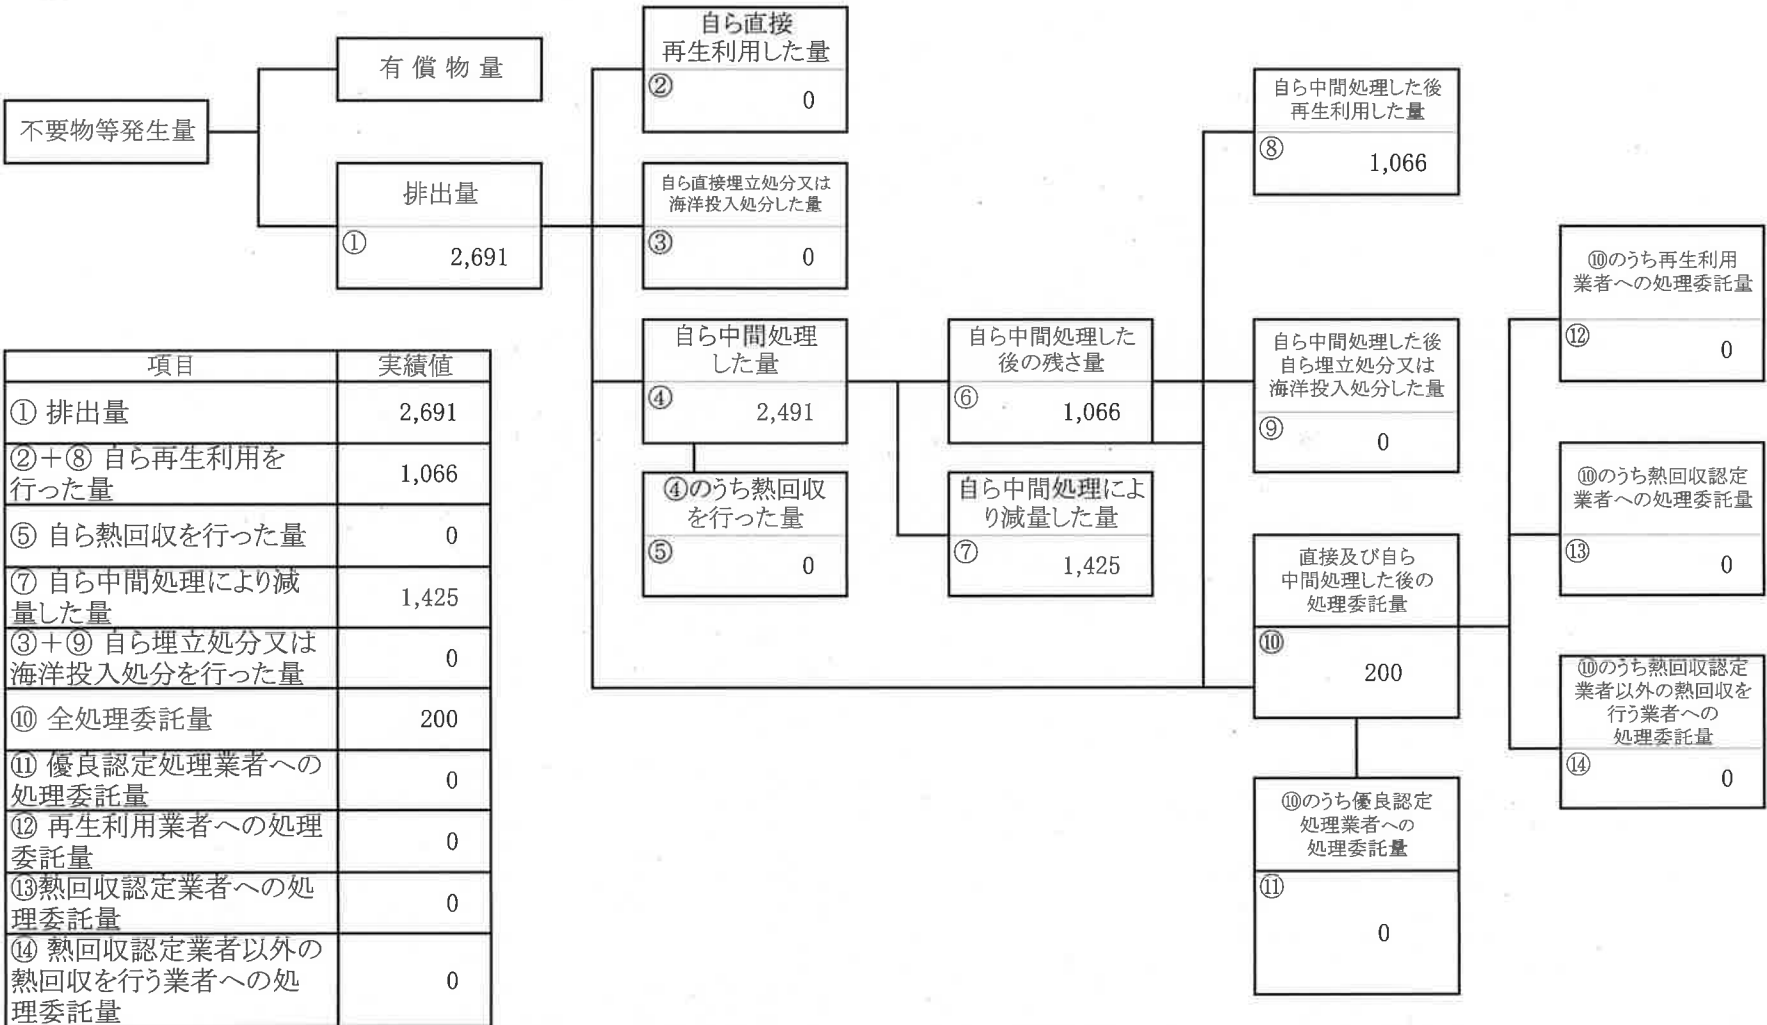 不要物等発生量
有償物量
排出量
①
2,691
自ら直接
再生利用した量
②
0
自ら直接埋立処分又は
海洋投入処分した量
③
0
自ら中間処理
した量
④
2,491
④のうち熱回収
を行った量
⑤
0
自ら中間処理した
後の残さ量
⑥
1,066
自ら中間処理によ
り減量した量
⑦
1,425
自ら中間処理した後
再生利用した量
⑧
1,066
自ら中間処理した後
自ら埋立処分又は
海洋投入処分した量
⑨
0
直接及び自ら
中間処理した後の
処理委託量
⑩
200
⑩のうち優良認定
処理業者への
処理委託量
⑪
0
⑩のうち再生利用
業者への処理委託量
⑫
0
⑩のうち熱回収認定
業者への処理委託量
⑬
0
⑩のうち熱回収認定
業者以外の熱回収を
行う業者への
処理委託量
⑭
0
項目 実績値
① 排出量 2,691
②+⑧ 自ら再生利用を
行った量 1,066
⑤ 自ら熱回収を行った量 0
⑦ 自ら中間処理により減
量した量 1,425
③+⑨ 自ら埋立処分又は
海洋投入処分を行った量 0
⑩ 全処理委託量 200
⑪ 優良認定処理業者への
処理委託量 0
⑫ 再生利用業者への処理
委託量 0
⑬熱回収認定業者への処
理委託量 0
⑭ 熱回収認定業者以外の
熱回収を行う業者への処
理委託量 0